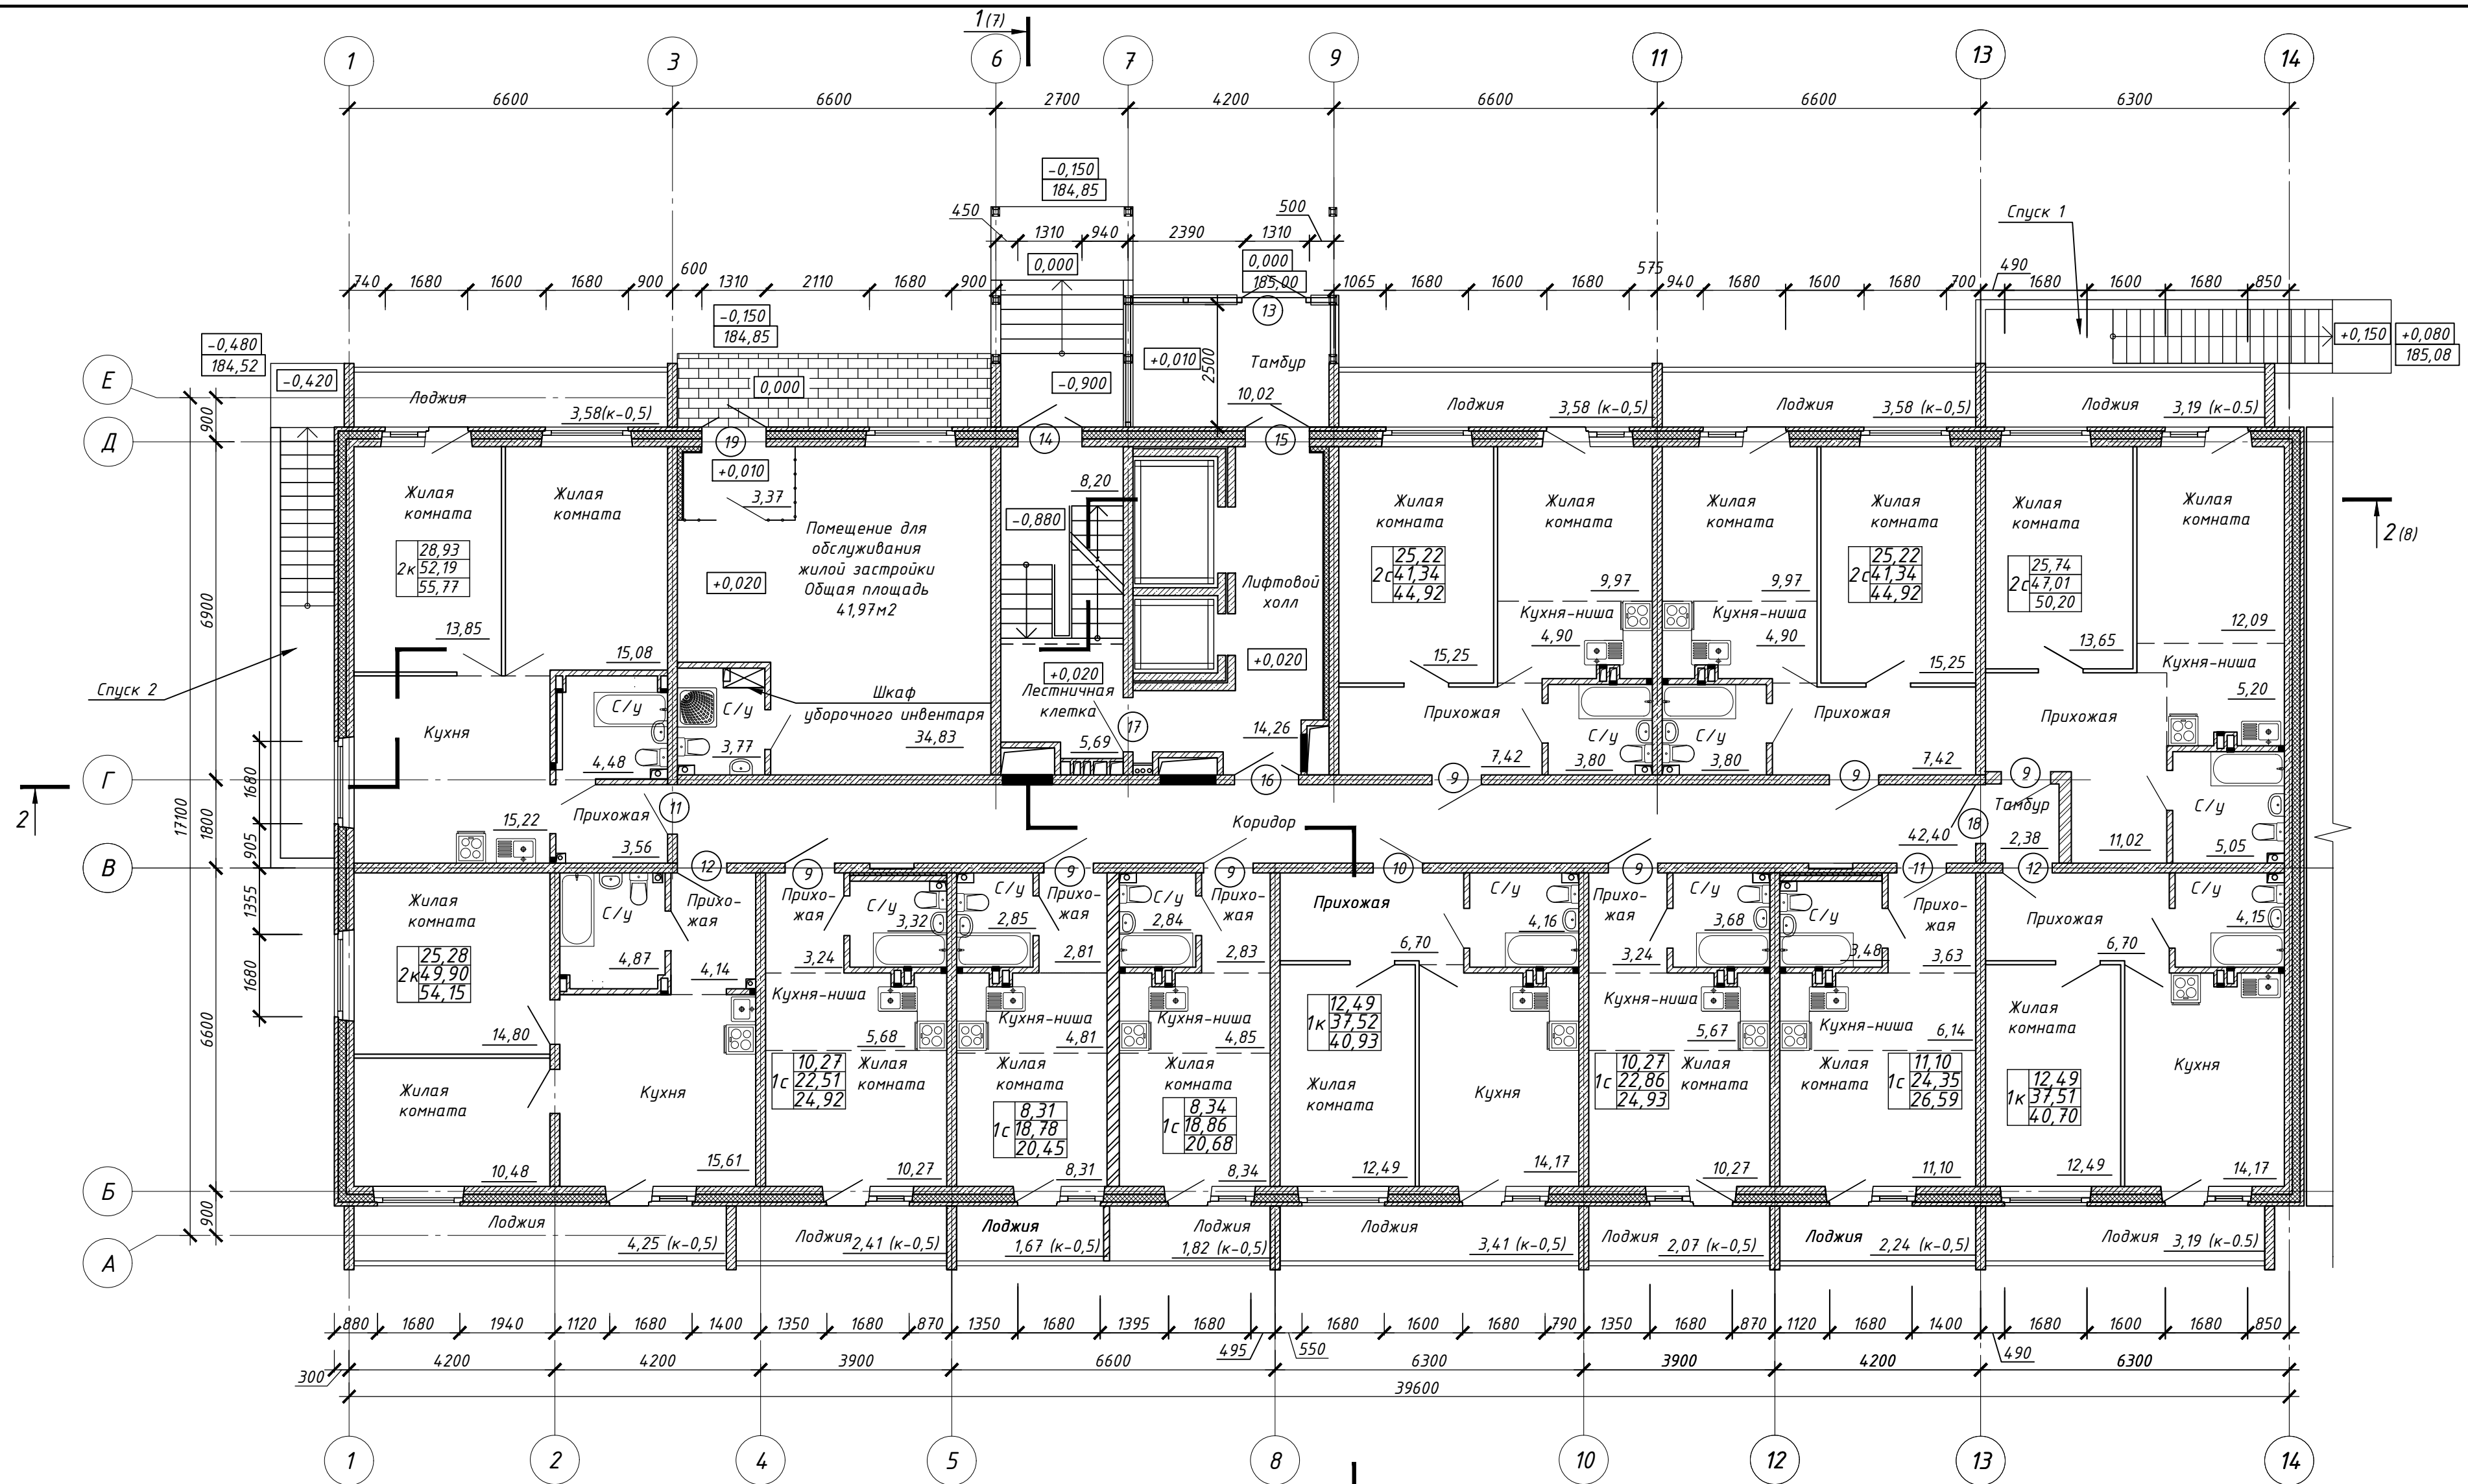 1 (7)
1 3 6 7 9 11 13 14
6600 6600 2700 4200 6600 6600 6300
-0,150
184,85
450 500
1310 940 2390 1310
0,000
0,000
185,00
Спуск 1
740 1680 1600 1680 900 600 1310 2110 1680 900
1065 1680 1600 1680 575 940 1680 1600 1680 700 490 1680 1600 1680 850
-0,480
184,52
-0,420
-0,150
184,85
0,000
+0,010
-0,900
2500
13
Тамбур
10,02
+0,150
+0,080
185,08
Е
Д
Г
В
Б
А
900
6900
1800
6600
900
17100
1680
905
1355
1680
Лоджия
3,58(к-0,5)
Лоджия
3,58 (к-0,5)
Лоджия
3,58 (к-0,5)
Лоджия
3,19 (к-0.5)
19 14 15
Жилая
комната
2к
28,93
52,19
55,77
13,85
Жилая
комната
15,08
+0,010
3,37
Помещение для
обслуживания
жилой застройки
Общая площадь
41,97м2
+0,020
8,20
-0,880
Лифтовой
холл
+0,020
+0,020
Лестничная
клетка
5,69
17
14,26
Жилая
комната
2с
25,22
41,34
44,92
15,25
Жилая
комната
9,97
Кухня-ниша
4,90
Жилая
комната
9,97
Кухня-ниша
4,90
Жилая
комната
2с
25,22
41,34
44,92
15,25
Жилая
комната
2с
25,74
47,01
50,20
13,65
Жилая
комната
12,09
Кухня-ниша
5,20
2 (8)
Спуск 2
Кухня
15,22
С/у
4,48
С/у
3,77
Шкаф
уборочного инвентаря
34,83
Прихожая
7,42
С/у
3,80
С/у
3,80
Прихожая
7,42
Прихожая
11,02
С/у
5,05
2
Прихожая
3,56
11
16
9
9
9
Коридор
42,40
18
Тамбур
2,38
12 9 9 9 10 9 11 12
Жилая
комната
2к
25,28
49,90
54,15
14,80
Жилая
комната
10,48
С/у
4,87
Прихо-
жая
4,14
Кухня
15,61
Прихо-
жая
3,24
С/у
3,32
Кухня-ниша
5,68
1с
10,27
22,51
24,92
Жилая
комната
10,27
С/у
2,85
Прихо-
жая
2,81
Кухня-ниша
4,81
Жилая
комната
1с
8,31
18,78
20,45
8,31
С/у
2,84
Прихо-
жая
2,83
Кухня-ниша
4,85
Жилая
комната
1с
8,34
18,86
20,68
8,34
Прихожая
6,70
С/у
4,16
1к
12,49
37,52
40,93
Жилая
комната
12,49
Кухня
14,17
Прихо-
жая
3,24
С/у
3,68
Кухня-ниша
5,67
1с
10,27
22,86
24,93
Жилая
комната
10,27
С/у
3,48
Прихо-
жая
3,63
Кухня-ниша
6,14
Жилая
комната
1с
11,10
24,35
26,59
11,10
Прихожая
6,70
С/у
4,15
Жилая
комната
1к
12,49
37,51
40,70
12,49
Кухня
14,17
Лоджия
4,25 (к-0,5)
Лоджия
2,41 (к-0,5)
Лоджия
1,67 (к-0,5)
Лоджия
1,82 (к-0,5)
Лоджия
3,41 (к-0,5)
Лоджия
2,07 (к-0,5)
Лоджия
2,24 (к-0,5)
Лоджия
3,19 (к-0.5)
880 1680 1940 1120 1680 1400 1350 1680 870 1350 1680 1395 1680 495 550 1680 1600 1680 790 1350 1680 870 1120 1680 1400 490 1680 1600 1680 850
300 4200 4200 3900 6600 6300 3900 4200 6300
39600
1 2 4 5 8 10 12 13 14